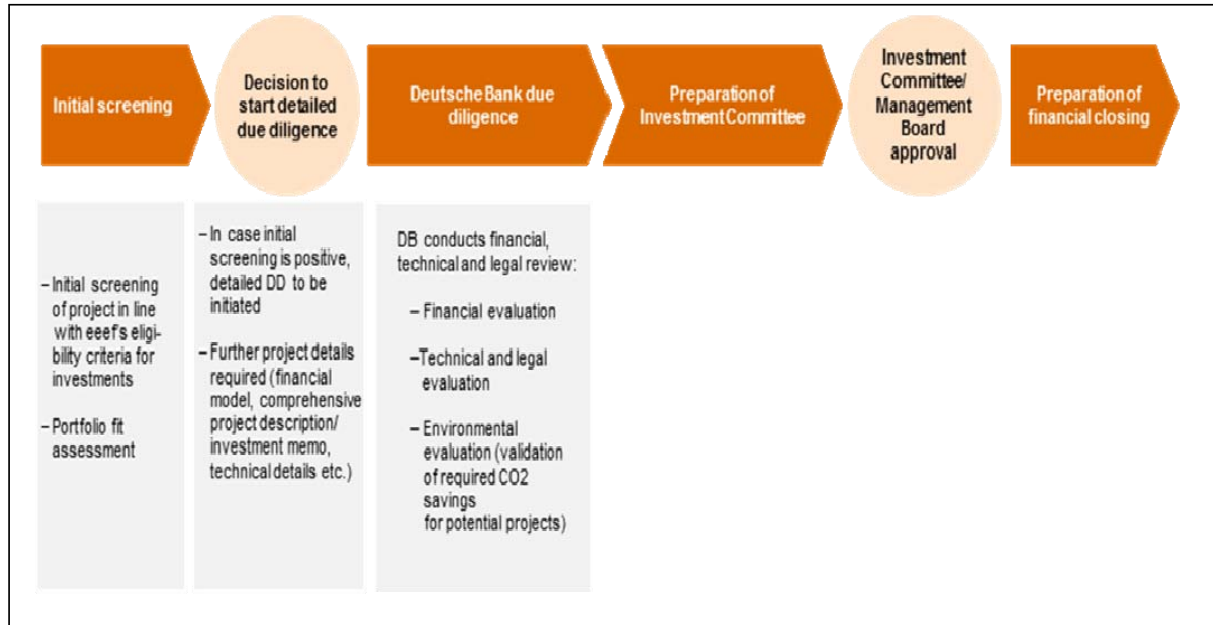 Initial screening
Decision to
start detailed
due diligence
Deutsche Bank due
diligence
Preparation of
Investment Committee
Investment
Committee/
Management
Board
approval
Preparation of
financial closing
– Initial screening
of project in line
with eeef's eligi-
bility criteria for
investments
– Portfolio fit
assessment
– In case initial
screening is positive,
detailed DD to be
initiated
– Further project details
required (financial
model, comprehensive
project description/
investment memo,
technical details etc.)
DB conducts financial,
technical and legal review:
– Financial evaluation
–Technical and legal
evaluation
– Environmental
evaluation (validation
of required CO2
savings
for potential projects)